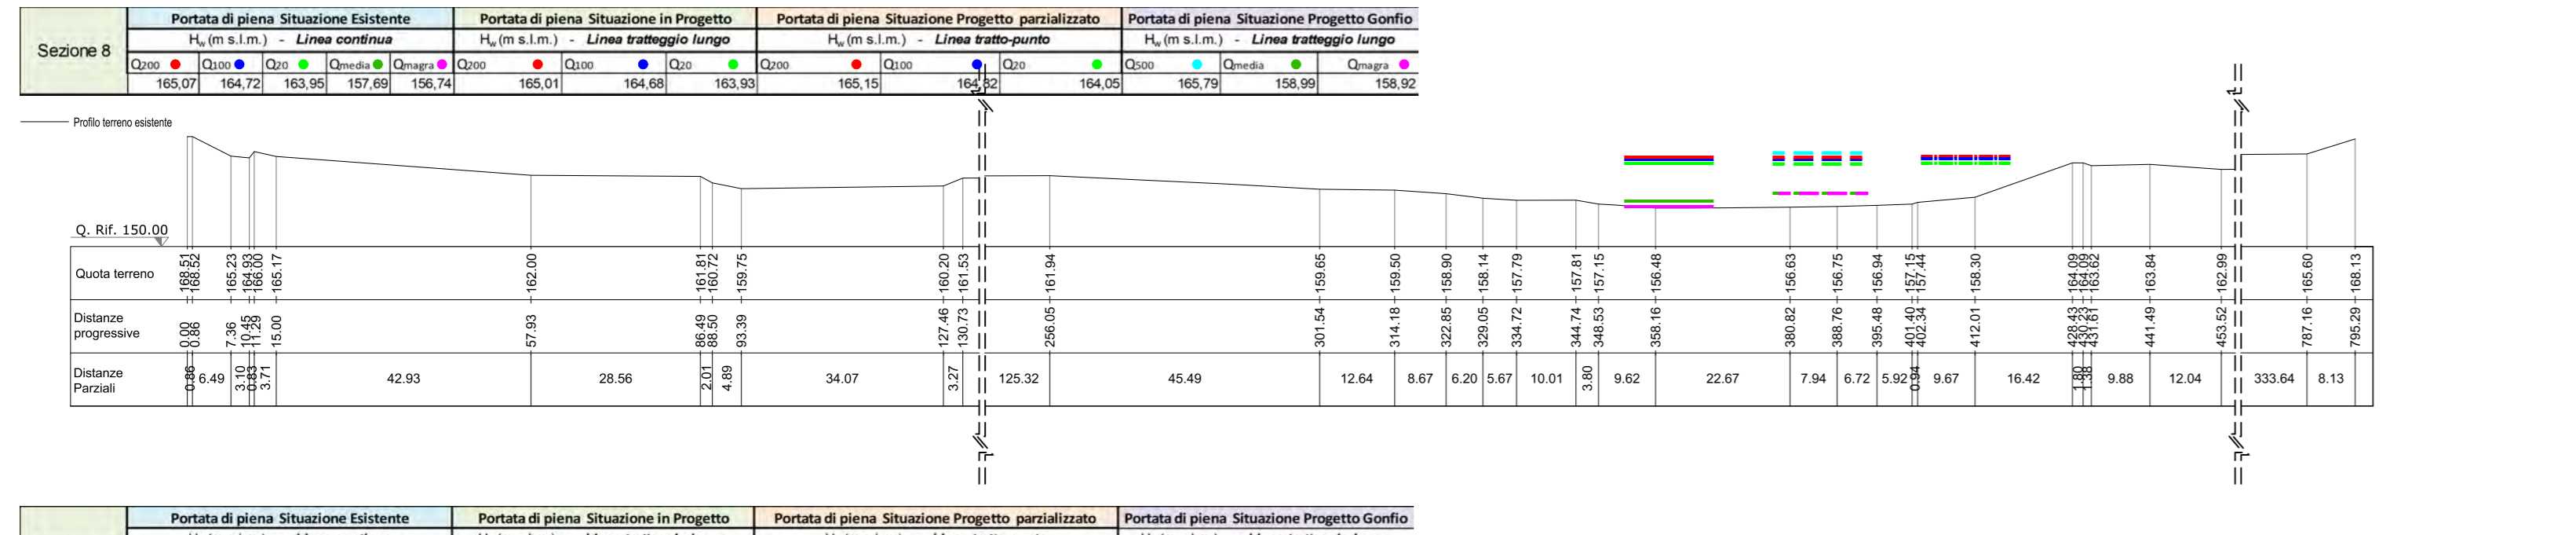 Sezione 8
Portata di piena Situazione Esistente Portata di piena Situazione in Progetto Portata di piena Situazione Progetto parzializzato Portata di piena Situazione Progetto Gonfio
Hw (m s.l.m.) - Linea continua Hw (m s.l.m.) - Linea tratteggio lungo Hw (m s.l.m.) - Linea tratto-punto Hw (m s.l.m.) - Linea tratteggio lungo
Q200 Q100 Q20 Qmedia Qmagra Q200 Q100 Q20 Q200 Q100 Q20 Q500 Qmedia Qmagra
165,07 164,72 163,95 157,69 156,74 165,01 164,68 163,93 165,15 164,82 164,05 165,79 158,99 158,92
Profilo terreno esistente
Q. Rif. 150.00
Quota terreno 168.51 168.52 165.23 164.93 166.00 165.17 162.00 161.81 160.72 159.75 160.20 161.53 161.94 159.65 159.50 158.90 158.14 157.79 157.81 157.15 156.48 156.63 156.75 156.94 157.15 157.44 158.30 164.09 164.09 163.62 163.84 162.99 165.60 168.13
Distanze progressive 0.00 0.86 7.36 10.45 11.29 15.00 57.93 86.49 88.50 93.39 127.46 130.73 256.05 301.54 314.18 322.85 329.05 334.72 344.74 348.53 358.16 380.82 388.76 395.48 401.40 402.34 412.01 428.43 430.23 431.61 441.49 453.52 787.16 795.29
Distanze Parziali 0.86 6.49 3.10 0.83 3.71 42.93 28.56 2.01 4.89 34.07 3.27 125.32 45.49 12.64 8.67 6.20 5.67 10.01 3.80 9.62 22.67 7.94 6.72 5.92 0.94 9.67 16.42 1.80 1.38 9.88 12.04 333.64 8.13
Portata di piena Situazione Esistente Portata di piena Situazione in Progetto Portata di piena Situazione Progetto parzializzato Portata di piena Situazione Progetto Gonfio